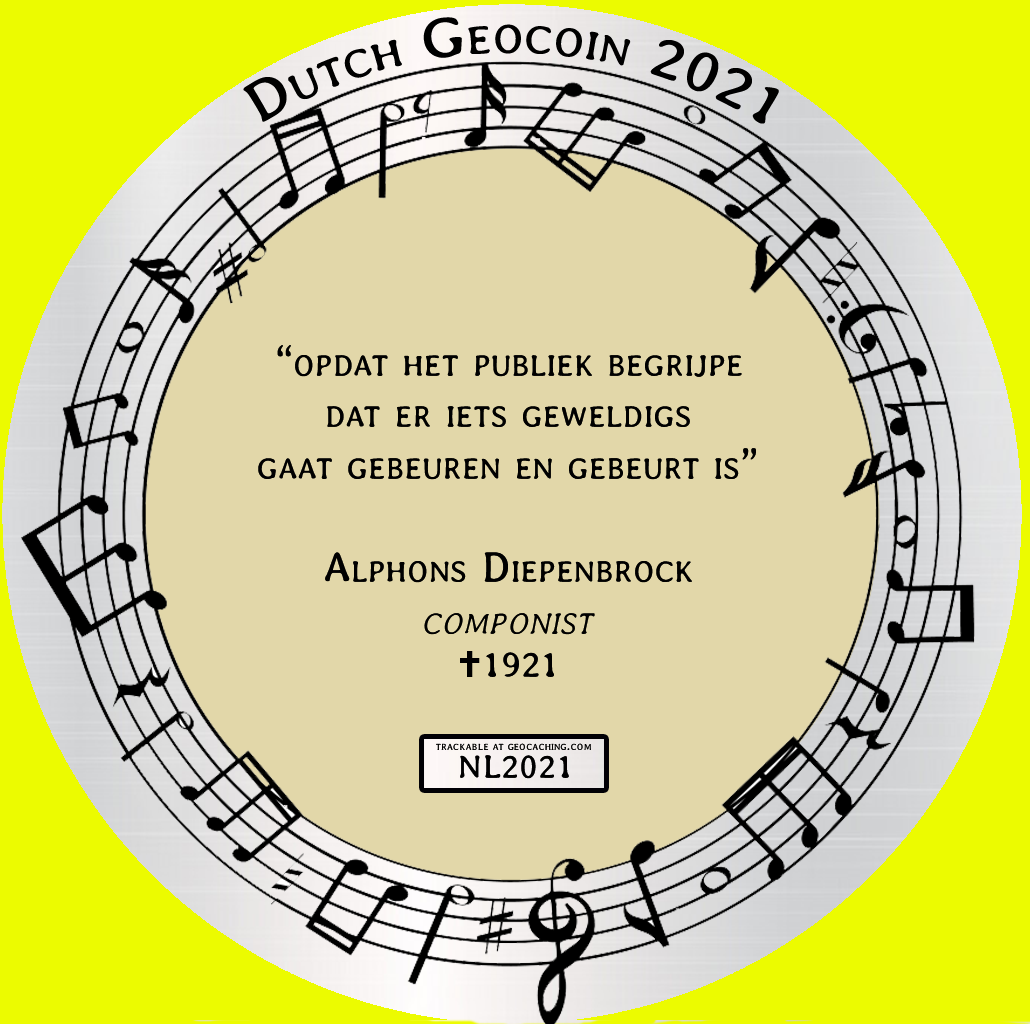 Dutch Geocoin 2021
“opdat het publiek begrijpe
dat er iets geweldigs
gaat gebeuren en gebeurt is”
Alphons Diepenbrock
componist
✝1921
trackable at geocaching.com
NL2021